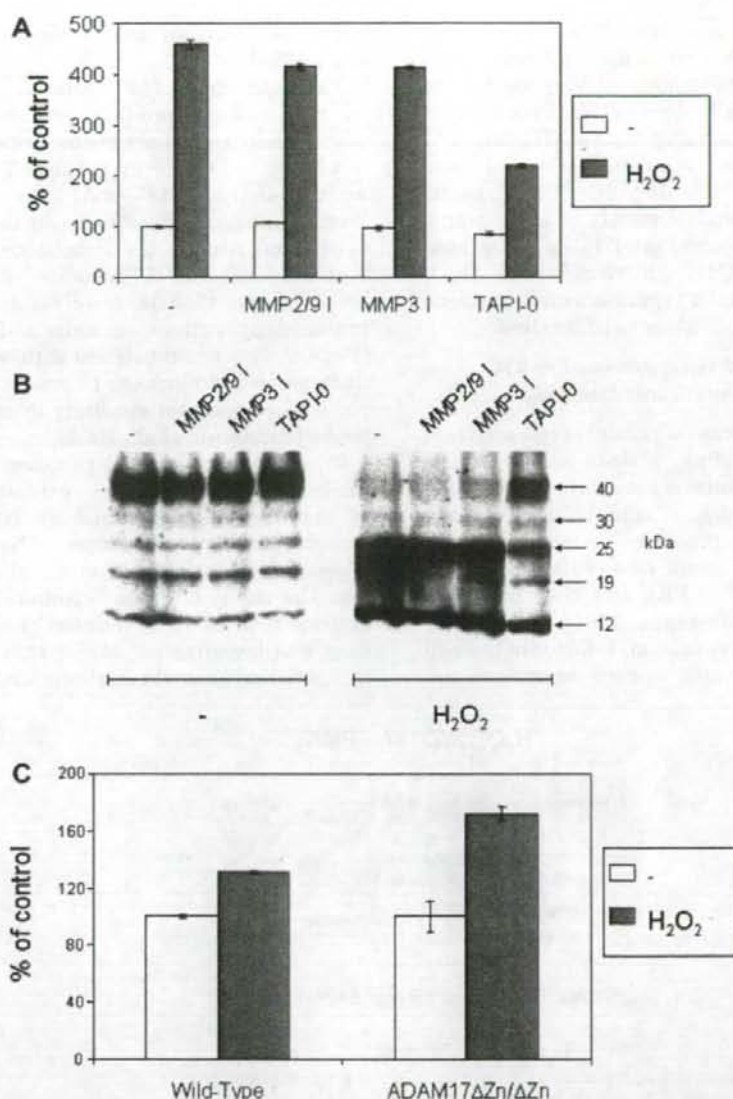 A
500
400
300
200
100
0
% of control
-
MMP2/9 I
MMP3 I
TAPI-0
-
H₂O₂
B
MMP2/9 I
MMP3 I
TAPI-0
MMP2/9 I
MMP3 I
TAPI-0
40
30
25
kDa
19
12
-
H₂O₂
C
200
160
120
80
40
0
% of control
Wild-Type
ADAM17ΔZn/ΔZn
-
H₂O₂